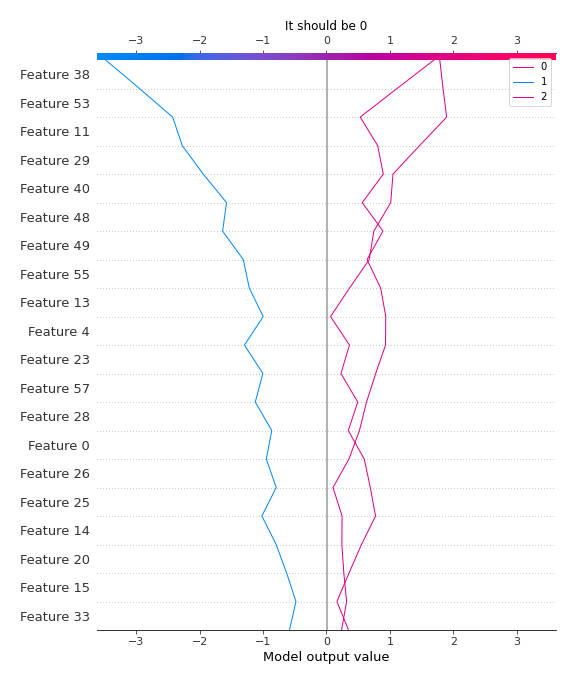 It should be 0
−3 −2 −1 0 1 2 3
0
1
2
Feature 38
Feature 53
Feature 11
Feature 29
Feature 40
Feature 48
Feature 49
Feature 55
Feature 13
Feature 4
Feature 23
Feature 57
Feature 28
Feature 0
Feature 26
Feature 25
Feature 14
Feature 20
Feature 15
Feature 33
−3 −2 −1 0 1 2 3
Model output value